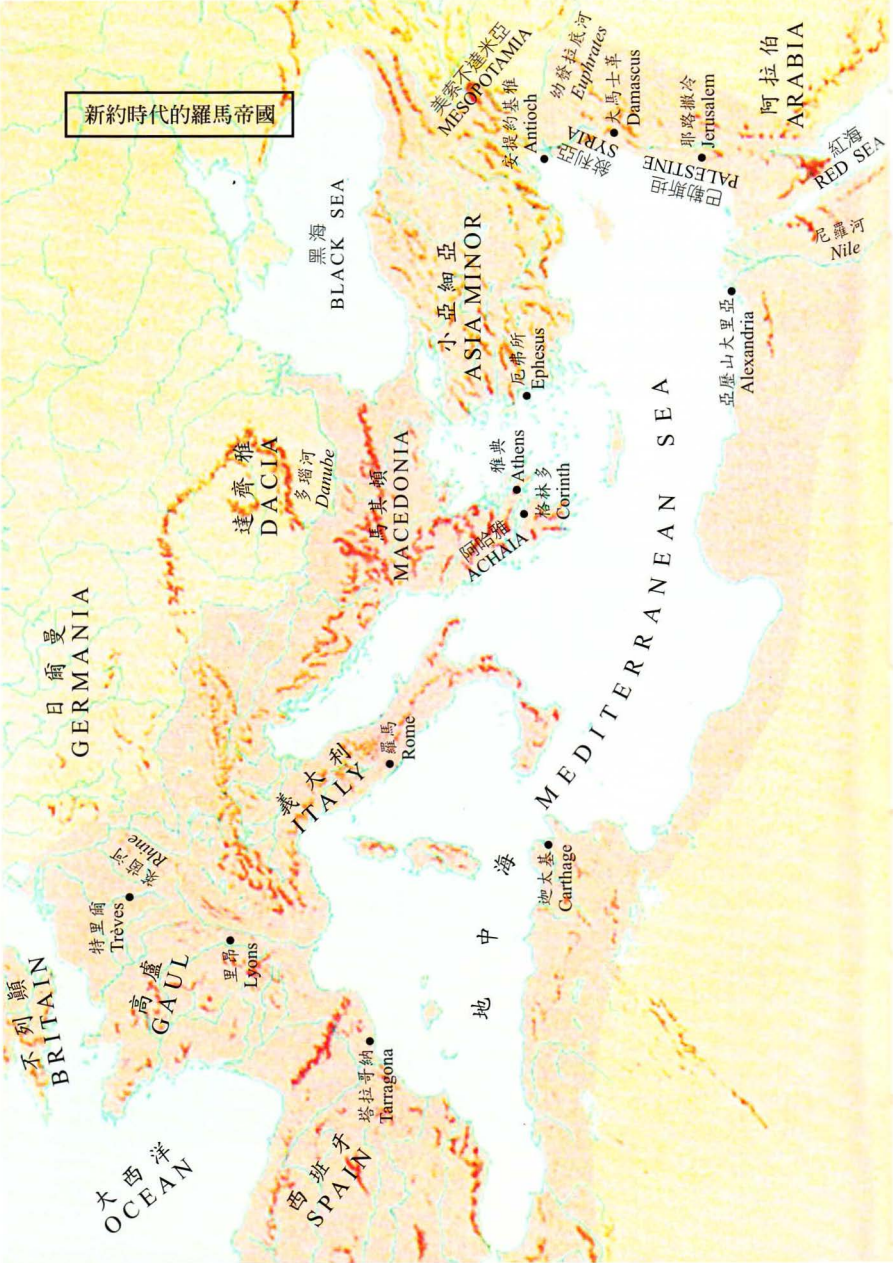 新約時代的羅馬帝國
不列顛
BRITAIN
大西洋
OCEAN
特里爾
Trèves
萊茵河
Rhine
高盧
GAUL
里昂
Lyons
西班牙
SPAIN
塔拉哥納
Tarragona
日爾曼
GERMANIA
義大利
ITALY
羅馬
Rome
達齊雅
DACIA
多瑙河
Danube
馬其頓
MACEDONIA
阿哈雅
ACHAIA
雅典
Athens
格林多
Corinth
黑海
BLACK SEA
小亞細亞
ASIA MINOR
厄弗所
Ephesus
美索不達米亞
MESOPOTAMIA
安提約基雅
Antioch
幼發拉底河
Euphrates
敍利亞
SYRIA
大馬士革
Damascus
巴勒斯坦
PALESTINE
耶路撒冷
Jerusalem
阿拉伯
ARABIA
紅海
RED SEA
尼羅河
Nile
亞歷山大里亞
Alexandria
地中海
MEDITERRANEAN SEA
迦太基
Carthage